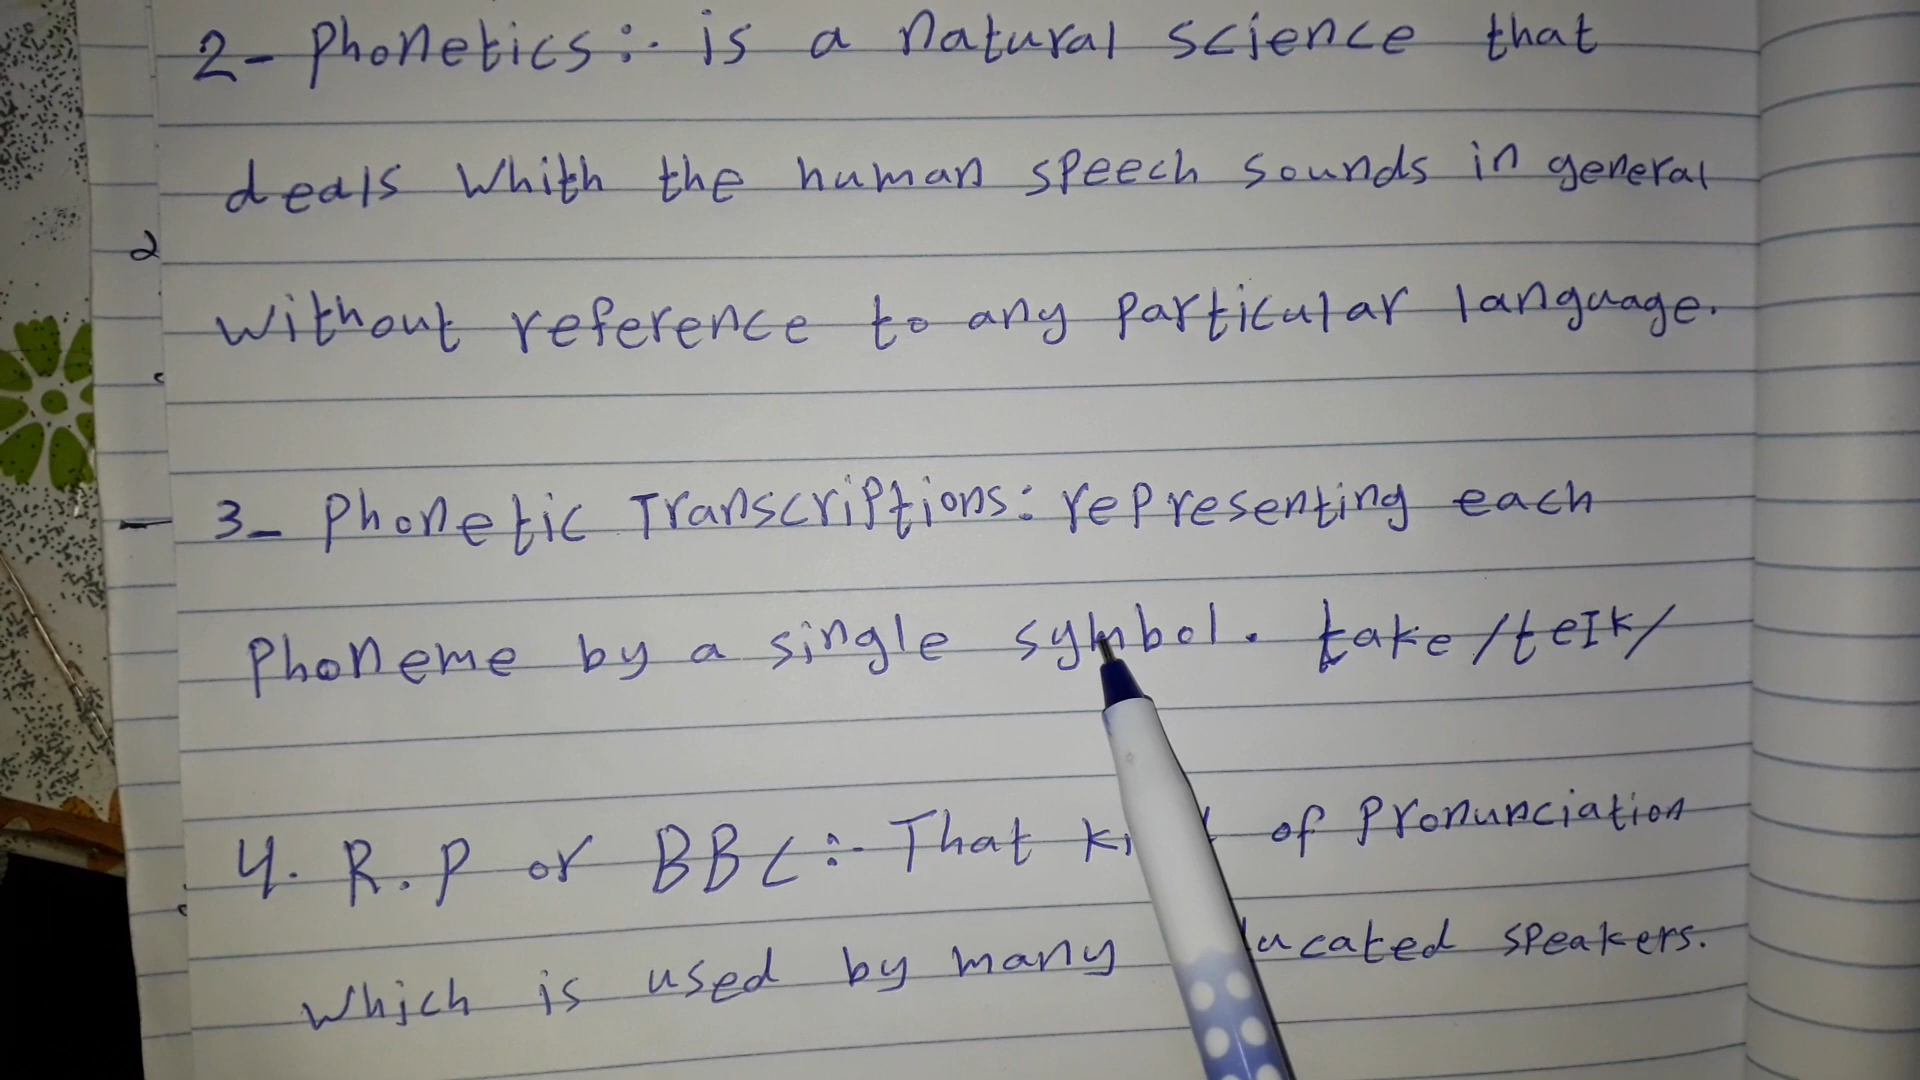 2- Phonetics:- is a natural science that
deals Whith the human speech sounds in general
2
without reference to any particular language.
3- Phonetic Transcriptions: representing each
Phoneme by a single symbol. take /teIk/
4. R.P or BBC:- That of pronunciation
which is used by many speakers.